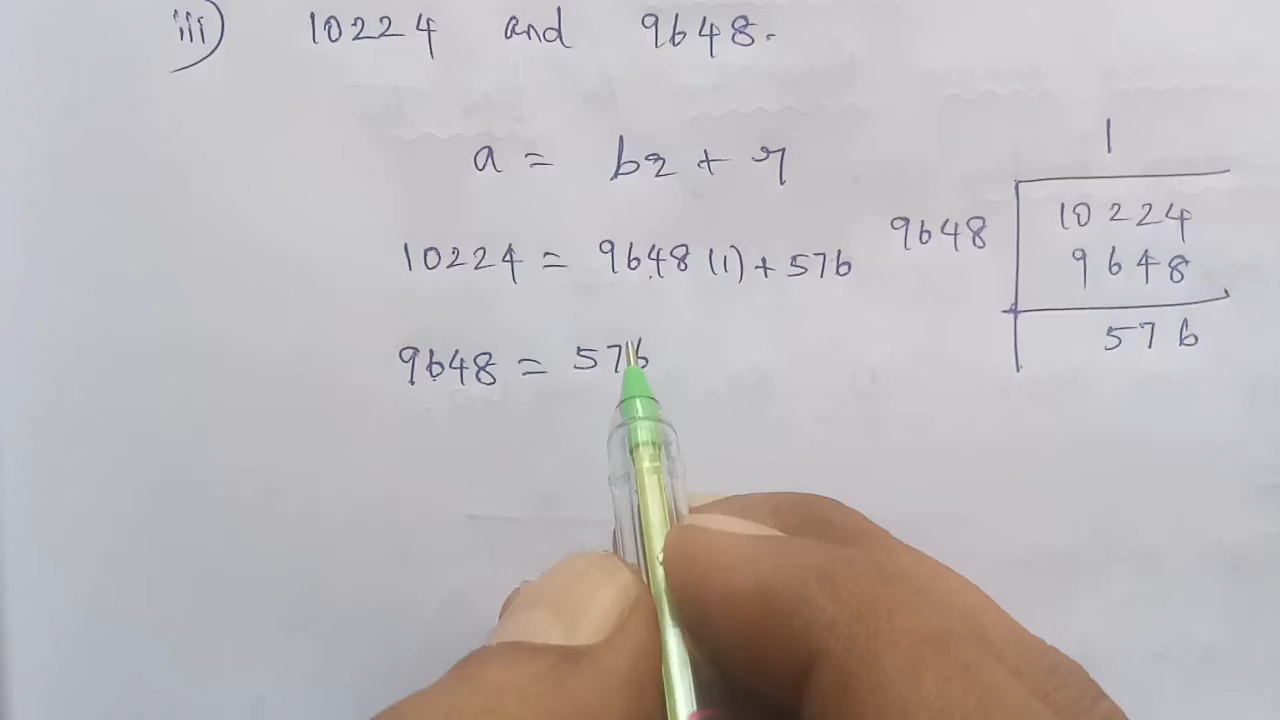 iii) 10224 and 9648.
a = bq + r
10224 = 9648 (1) + 576
9648 = 576
1
9648 10224
9648
576